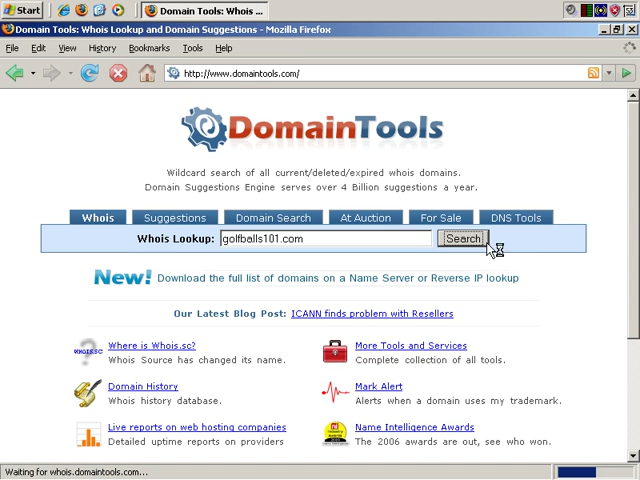 Start
Domain Tools: Whois ...
Domain Tools: Whois Lookup and Domain Suggestions - Mozilla Firefox
File Edit View History Bookmarks Tools Help
http://www.domaintools.com/
DomainTools
Wildcard search of all current/deleted/expired whois domains.
Domain Suggestions Engine serves over 4 Billion suggestions a year.
Whois Suggestions Domain Search At Auction For Sale DNS Tools
Whois Lookup: golfballs101.com Search
New! Download the full list of domains on a Name Server or Reverse IP lookup
Our Latest Blog Post: ICANN finds problem with Resellers
WHOIS.SC
Where is Whois.sc?
Whois Source has changed its name.
More Tools and Services
Complete collection of all tools.
Domain History
Whois history database.
Mark Alert
Alerts when a domain uses my trademark.
Live reports on web hosting companies
Detailed uptime reports on providers
Name Intelligence Awards
The 2006 awards are out, see who won.
Waiting for whois.domaintools.com...